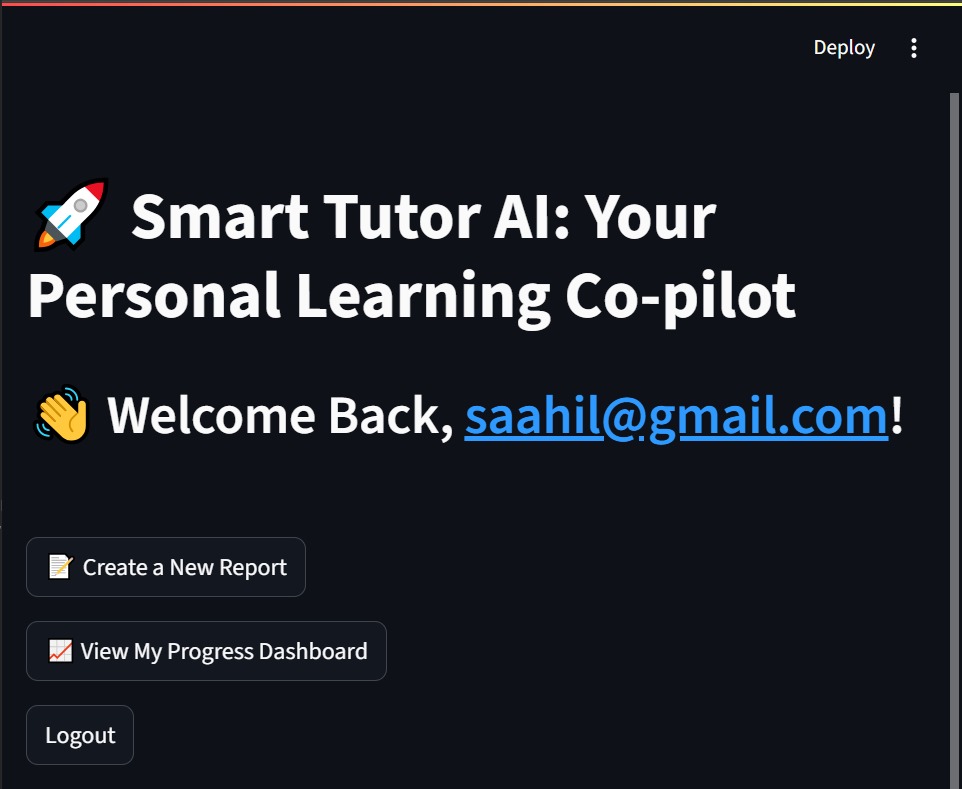 Deploy
🚀 Smart Tutor AI: Your
Personal Learning Co-pilot
👋 Welcome Back, saahil@gmail.com!
📝 Create a New Report
📈 View My Progress Dashboard
Logout